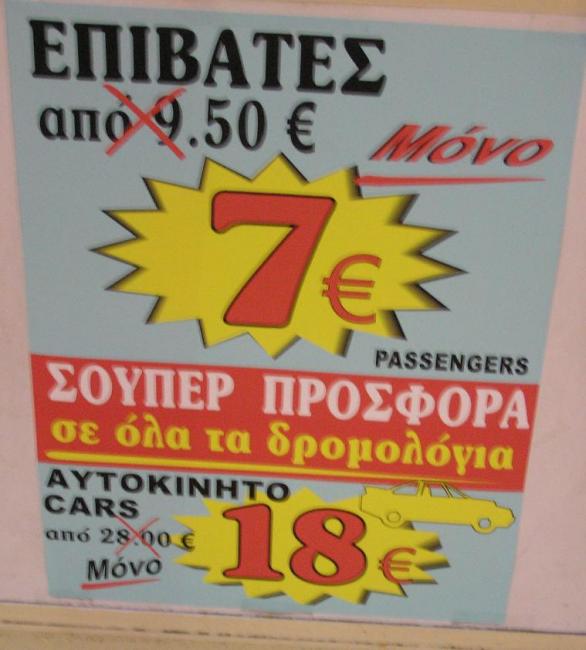 ΕΠΙΒΑΤΕΣ
από 9.50 €
Μόνο
7€
PASSENGERS
ΣΟΥΠΕΡ ΠΡΟΣΦΟΡΑ
σε όλα τα δρομολόγια
ΑΥΤΟΚΙΝΗΤΟ
CARS
από 28.00 €
Μόνο
18€